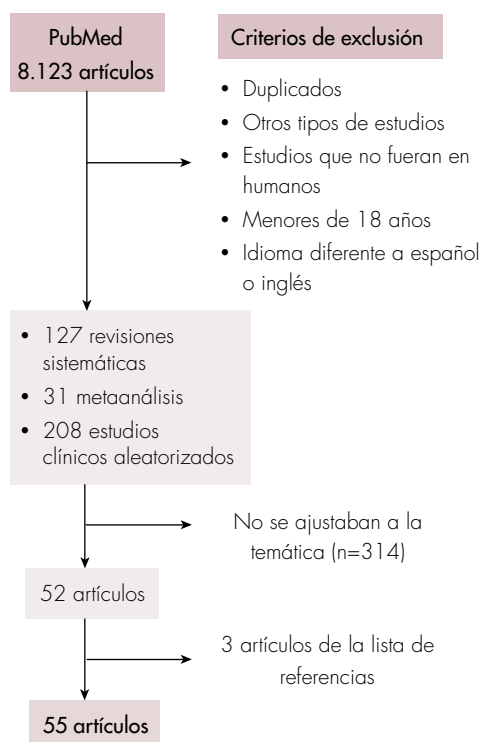 PubMed
8.123 artículos
Criterios de exclusión
• Duplicados
• Otros tipos de estudios
• Estudios que no fueran en
humanos
• Menores de 18 años
• Idioma diferente a español
o inglés
• 127 revisiones
sistemáticas
• 31 metaanálisis
• 208 estudios
clínicos aleatorizados
No se ajustaban a la
temática (n=314)
52 artículos
3 artículos de la lista de
referencias
55 artículos